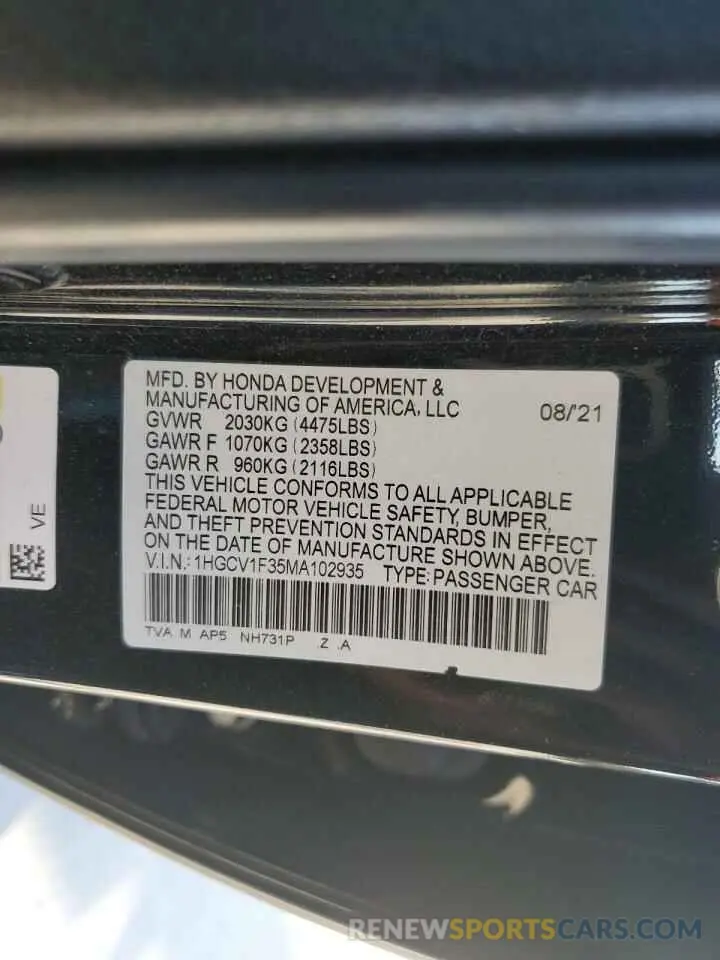 MFD. BY HONDA DEVELOPMENT &
MANUFACTURING OF AMERICA, LLC 08/'21
GVWR 2030KG (4475LBS)
GAWR F 1070KG (2358LBS)
GAWR R 960KG (2116LBS)
THIS VEHICLE CONFORMS TO ALL APPLICABLE
FEDERAL MOTOR VEHICLE SAFETY, BUMPER,
AND THEFT PREVENTION STANDARDS IN EFFECT
ON THE DATE OF MANUFACTURE SHOWN ABOVE.
V.I.N.: 1HGCV1F35MA102935 TYPE: PASSENGER CAR
TVA M AP5 NH731P .Z .A
VE
RENEWSPORTSCARS.COM